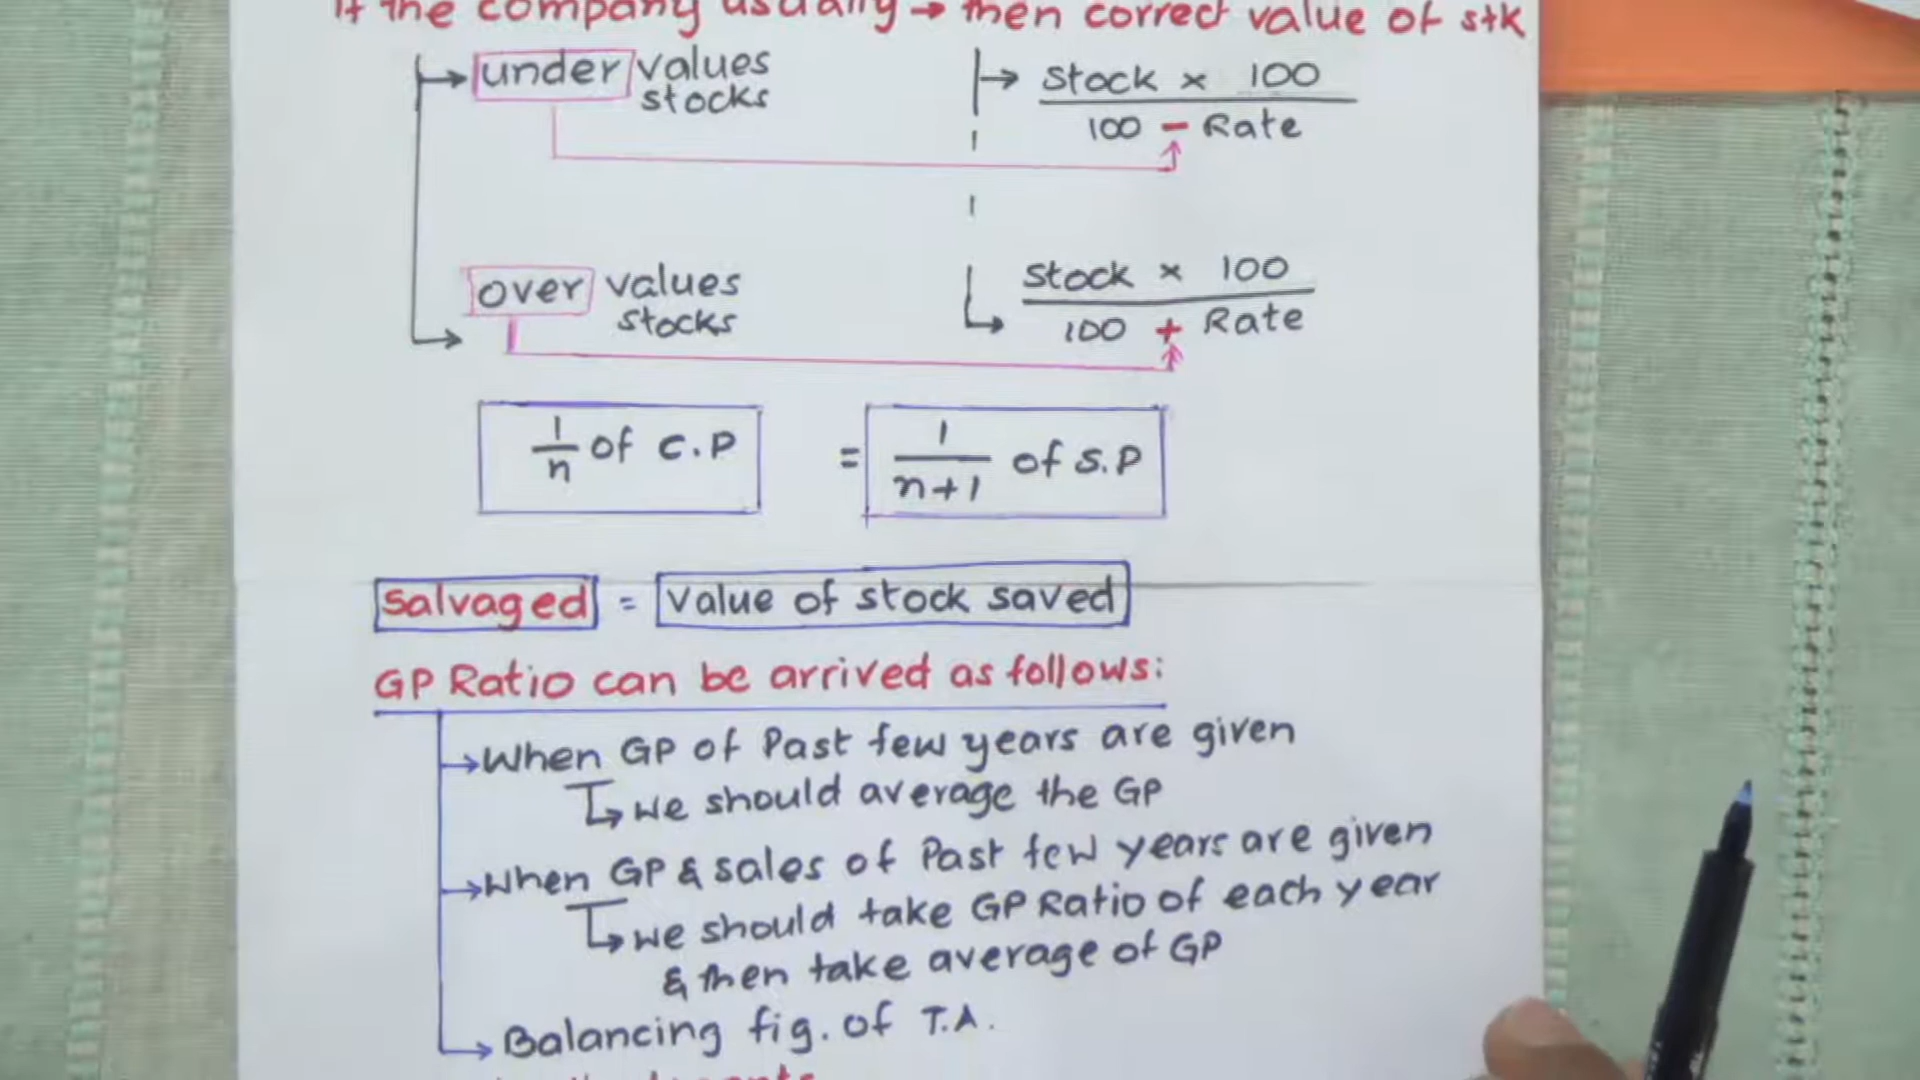 If the company usually → then correct value of stk
→ under values stocks → Stock × 100
100 - Rate
over values stocks → Stock × 100
100 + Rate
1/n of C.P = 1/n+1 of S.P
Salvaged = Value of stock saved
GP Ratio can be arrived as follows:
→ When GP of Past few years are given
↳ we should average the GP
→ When GP & sales of Past few years are given
↳ we should take GP Ratio of each year
& then take average of GP
→ Balancing fig. of T.A.